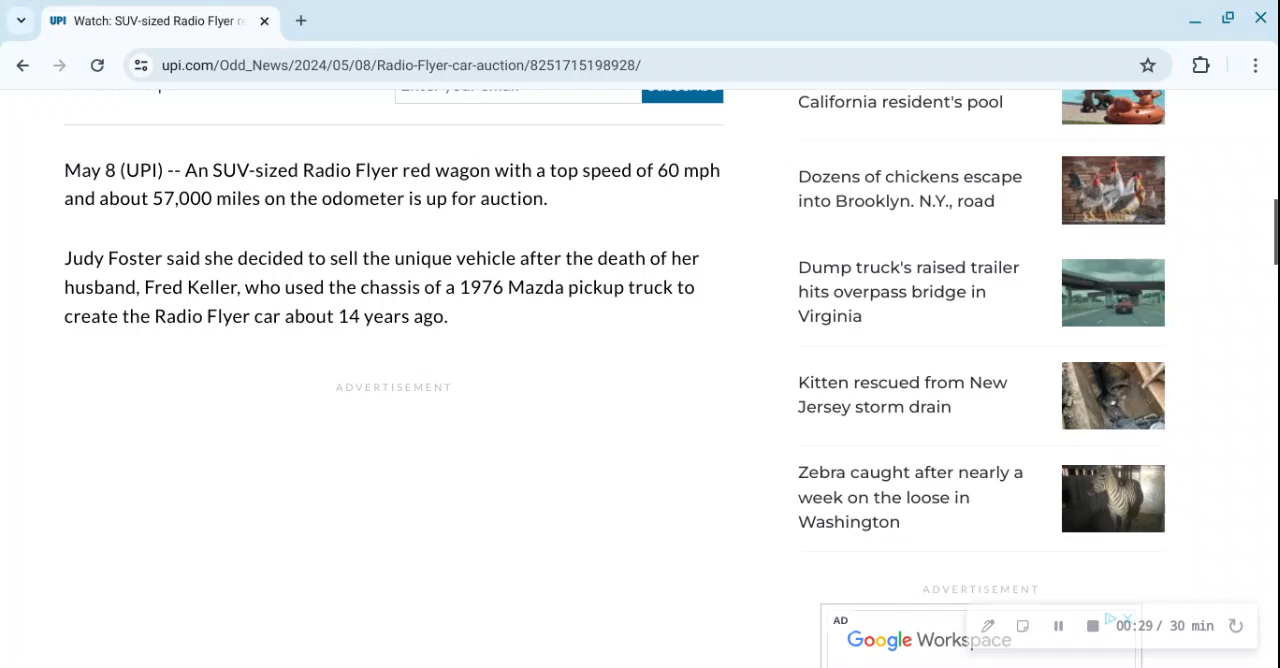 UPI Watch: SUV-sized Radio Flyer re
upi.com/Odd_News/2024/05/08/Radio-Flyer-car-auction/8251715198928/
May 8 (UPI) -- An SUV-sized Radio Flyer red wagon with a top speed of 60 mph
and about 57,000 miles on the odometer is up for auction.
Judy Foster said she decided to sell the unique vehicle after the death of her
husband, Fred Keller, who used the chassis of a 1976 Mazda pickup truck to
create the Radio Flyer car about 14 years ago.
ADVERTISEMENT
California resident's pool
Dozens of chickens escape
into Brooklyn. N.Y., road
Dump truck's raised trailer
hits overpass bridge in
Virginia
Kitten rescued from New
Jersey storm drain
Zebra caught after nearly a
week on the loose in
Washington
ADVERTISEMENT
AD
Google Workspace
00:29 / 30 min